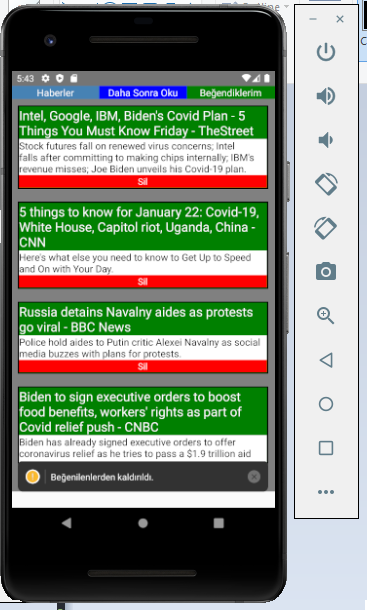 5:43
Haberler Daha Sonra Oku Beğendiklerim
Intel, Google, IBM, Biden's Covid Plan - 5
Things You Must Know Friday - TheStreet
Stock futures fall on renewed virus concerns; Intel
falls after committing to making chips internally; IBM's
revenue misses; Joe Biden unveils his Covid-19 plan.
Sil
5 things to know for January 22: Covid-19,
White House, Capitol riot, Uganda, China -
CNN
Here's what else you need to know to Get Up to Speed
and On with Your Day.
Sil
Russia detains Navalny aides as protests
go viral - BBC News
Police hold aides to Putin critic Alexei Navalny as social
media buzzes with plans for protests.
Sil
Biden to sign executive orders to boost
food benefits, workers' rights as part of
Covid relief push - CNBC
Biden has already signed executive orders to offer
coronavirus relief as he tries to pass a $1.9 trillion aid
Beğenilenlerden kaldırıldı.